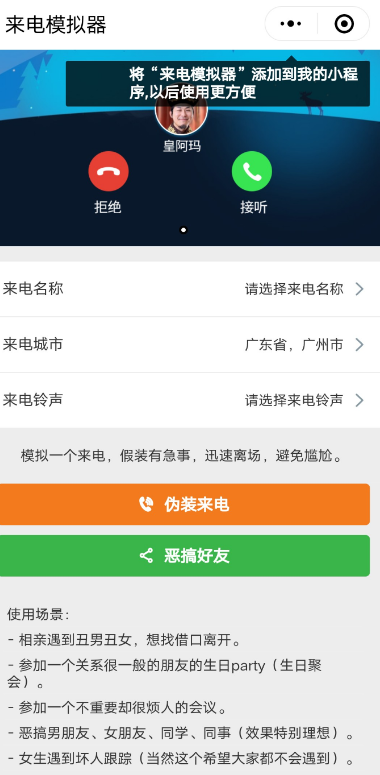 来电模拟器
将“来电模拟器”添加到我的小程
序,以后使用更方便
皇阿玛
拒绝
接听
来电名称
请选择来电名称
来电城市
广东省，广州市
来电铃声
请选择来电铃声
模拟一个来电，假装有急事，迅速离场，避免尴尬。
伪装来电
恶搞好友
使用场景：
- 相亲遇到丑男丑女，想找借口离开。
- 参加一个关系很一般的朋友的生日party（生日聚
会）。
- 参加一个不重要却很烦人的会议。
- 恶搞男朋友、女朋友、同学、同事（效果特别理想）。
- 女生遇到坏人跟踪（当然这个希望大家都不会遇到）。